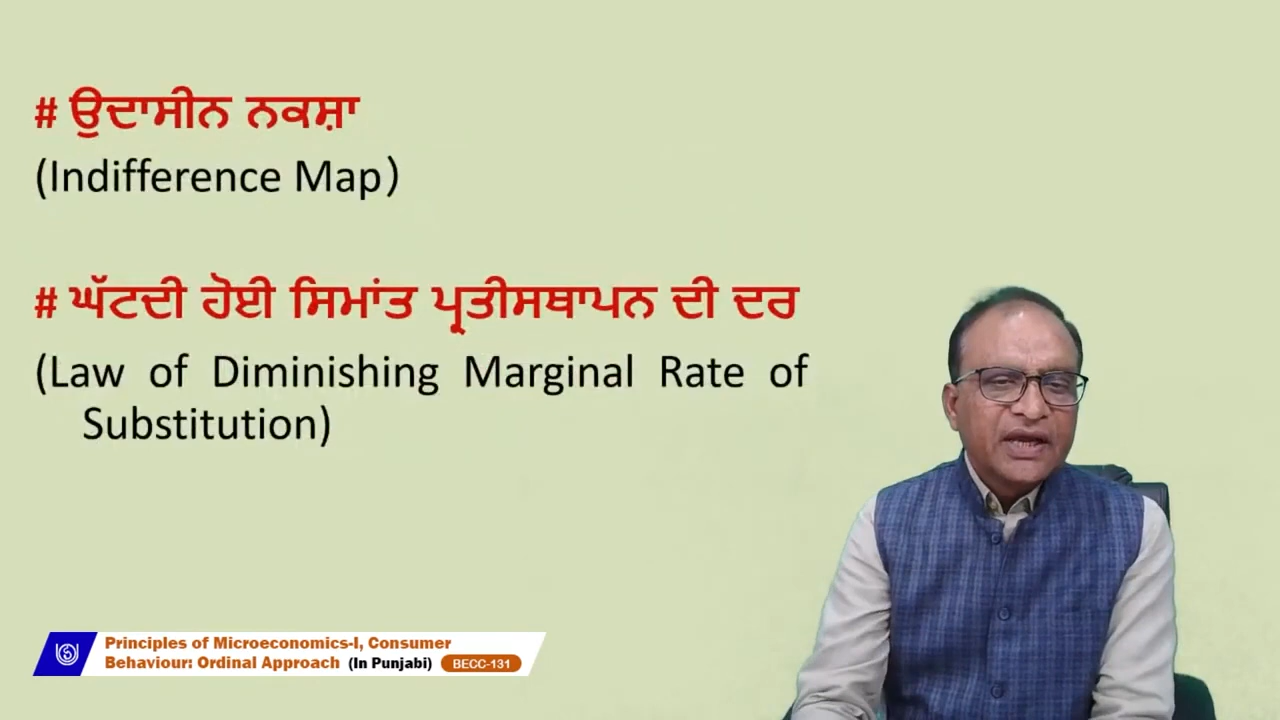 # ਉਦਾਸੀਨ ਨਕਸ਼ਾ
(Indifference Map)
# ਘੱਟਦੀ ਹੋਈ ਸਿਮਾਂਤ ਪ੍ਰਤੀਸਥਾਪਨ ਦੀ ਦਰ
(Law of Diminishing Marginal Rate of
Substitution)
Principles of Microeconomics-I, Consumer
Behaviour: Ordinal Approach (In Punjabi) BECC-131